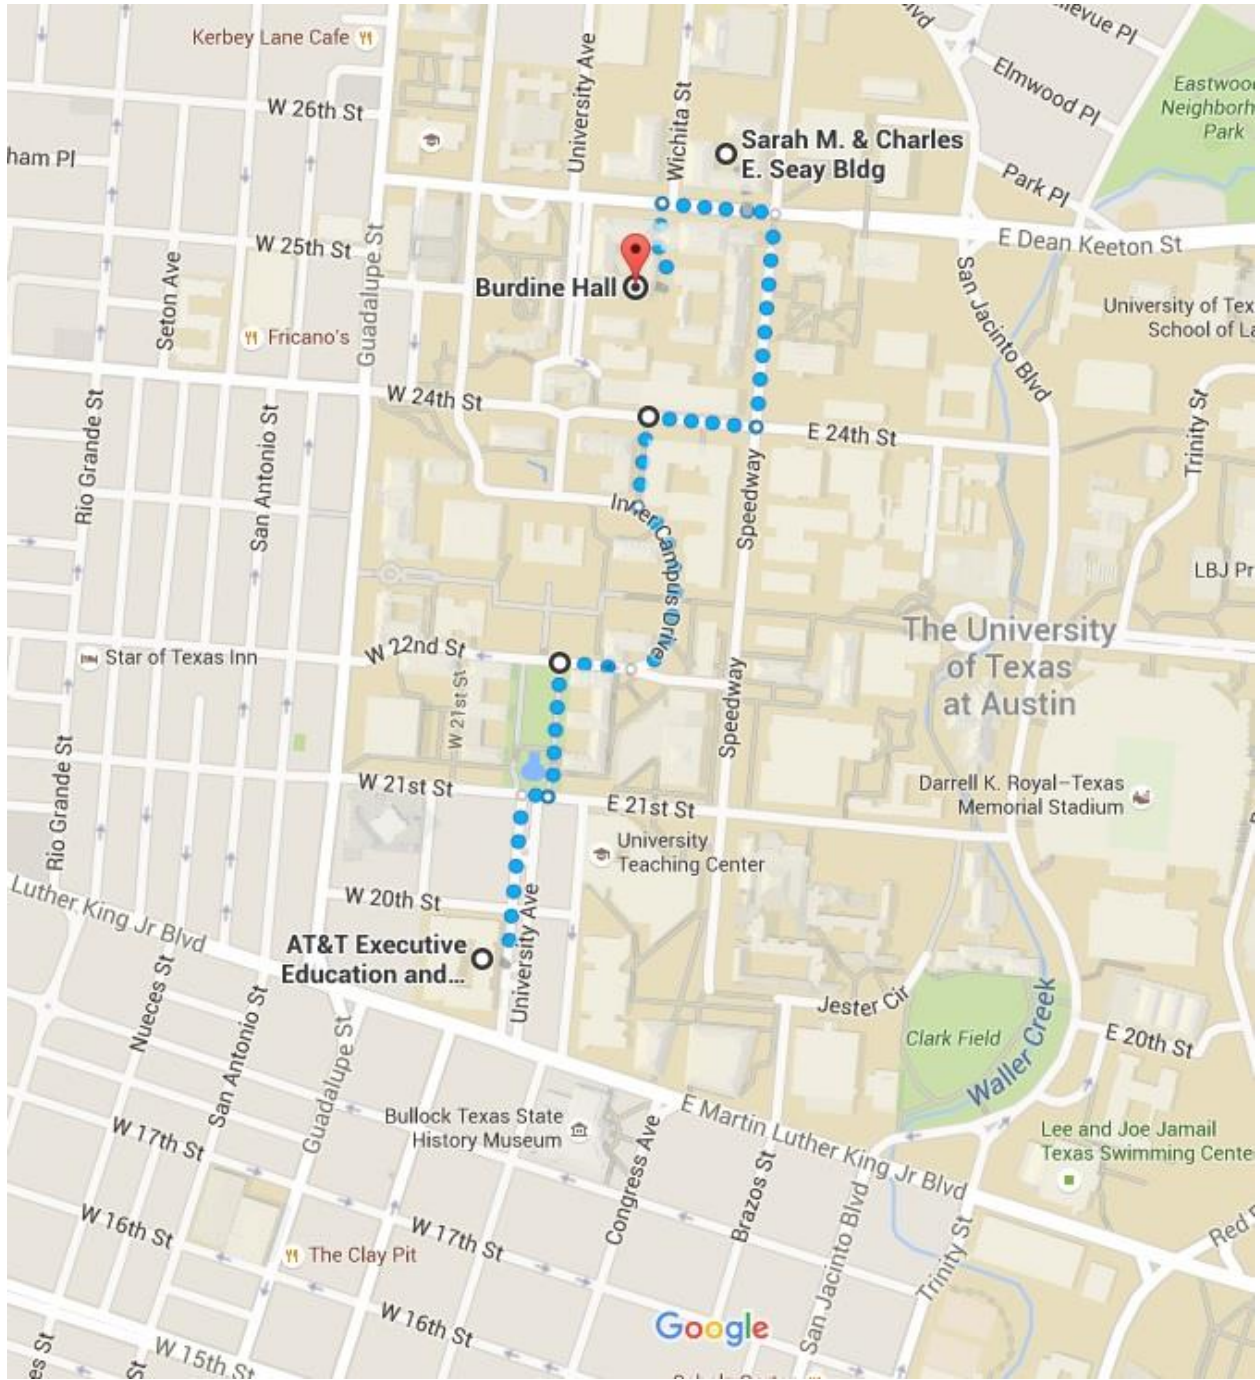 Kerbey Lane Cafe
University Ave
Wichita St
Elmwood Pl
Eastwood
Neighborh
Park
W 26th St
ham Pl
Sarah M. & Charles
E. Seay Bldg
Park Pl
E Dean Keeton St
W 25th St
Guadalupe St
Seton Ave
Burdine Hall
San Jacinto Blvd
University of Tex
School of La
Fricano's
W 24th St
E 24th St
Trinity St
Rio Grande St
San Antonio St
Speedway
Inner Campus Drive
LBJ Pr
The University
of Texas
at Austin
W 22nd St
Star of Texas Inn
W 21st St
Speedway
Rio Grande St
W 21st St
E 21st St
Darrell K. Royal–Texas
Memorial Stadium
University
Teaching Center
Luther King Jr Blvd
W 20th St
University Ave
AT&T Executive
Education and...
Nueces St
San Antonio St
Guadalupe St
Jester Cir
Clark Field
Waller Creek
E 20th St
Bullock Texas State
History Museum
E Martin Luther King Jr Blvd
Lee and Joe Jamail
Texas Swimming Cente
W 17th St
Congress Ave
Brazos St
San Jacinto Blvd
Trinity St
Red
W 16th St
W 17th St
The Clay Pit
W 16th St
Google
W 15th St
es St
St